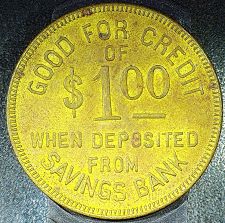 GOOD FOR CREDIT
OF
$1.00
WHEN DEPOSITED
FROM
SAVINGS BANK